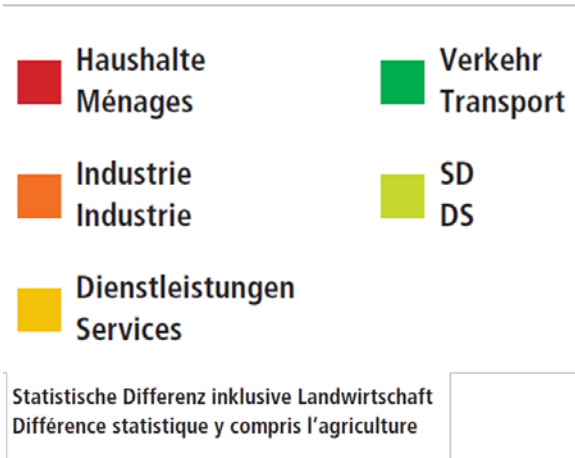 Haushalte
Ménages
Industrie
Industrie
Dienstleistungen
Services
Verkehr
Transport
SD
DS
Statistische Differenz inklusive Landwirtschaft
Différence statistique y compris l'agriculture